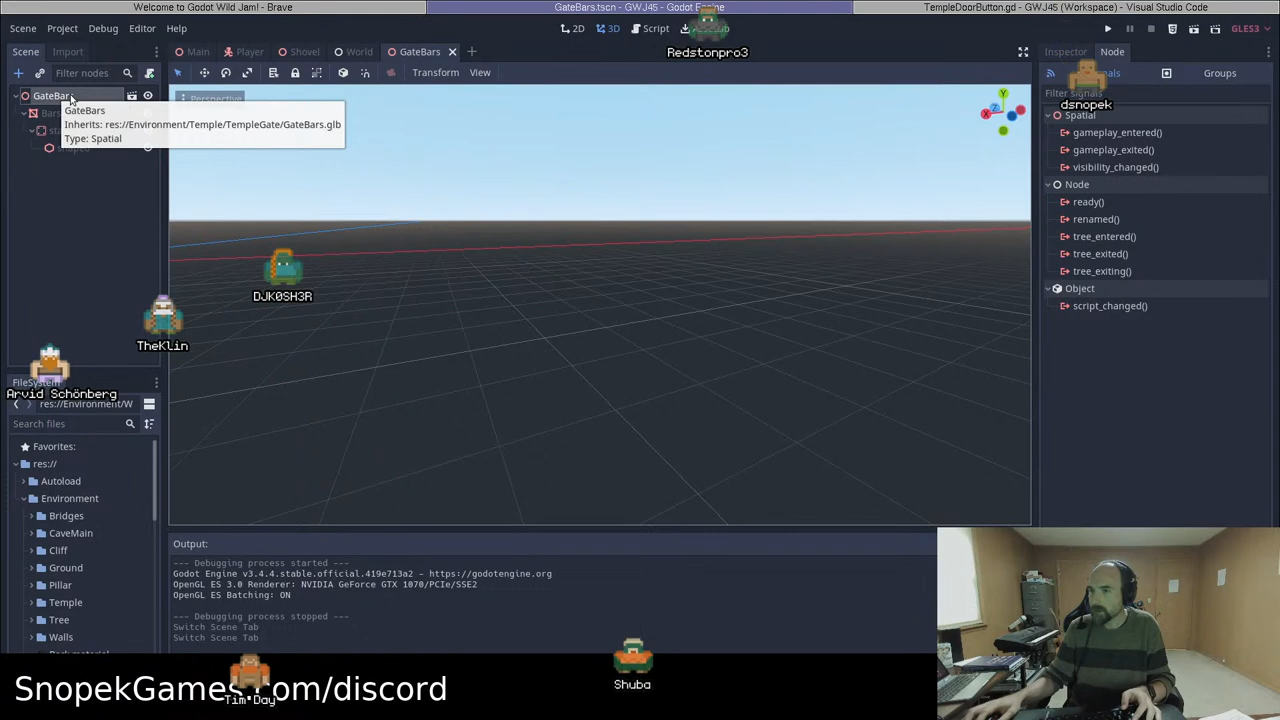 Welcome to Godot Wild Jam! - Brave
GateBars.tscn - GWJ45 - Godot Engine
TempleDoorButton.gd - GWJ45 (Workspace) - Visual Studio Code
Scene Project Debug Editor Help
2D 3D Script
GLES3
Redstonpro3
Scene Import
Main Player Shovel World GateBars
Inspector Node
Filter nodes
Transform View
Groups
dsnopek
Filter signals
GateBars
Perspective
GateBars
Inherits: res://Environment/Temple/TempleGate/GateBars.glb
Type: Spatial
Spatial
gameplay_entered()
gameplay_exited()
visibility_changed()
Node
ready()
renamed()
tree_entered()
tree_exited()
tree_exiting()
Object
script_changed()
DJK0SH3R
TheKlin
Arvid Schönberg
FileSystem
res://Environment/W
Search files
Favorites:
res://
Autoload
Environment
Bridges
CaveMain
Cliff
Ground
Pillar
Temple
Tree
Walls
Output:
--- Debugging process started ---
Godot Engine v3.4.4.stable.official.419e713a2 - https://godotengine.org
OpenGL ES 3.0 Renderer: NVIDIA GeForce GTX 1070/PCIe/SSE2
OpenGL ES Batching: ON
--- Debugging process stopped ---
Switch Scene Tab
Switch Scene Tab
SnopekGames.com/discord
Tim Day
Shuba